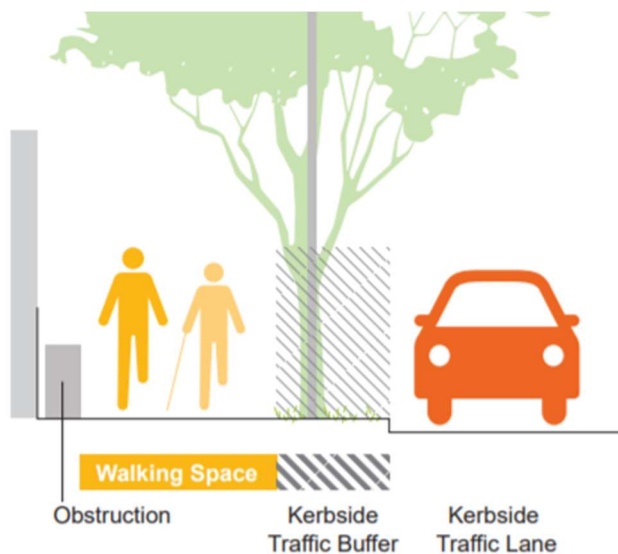 Walking Space
Obstruction
Kerbside
Traffic Buffer
Kerbside
Traffic Lane